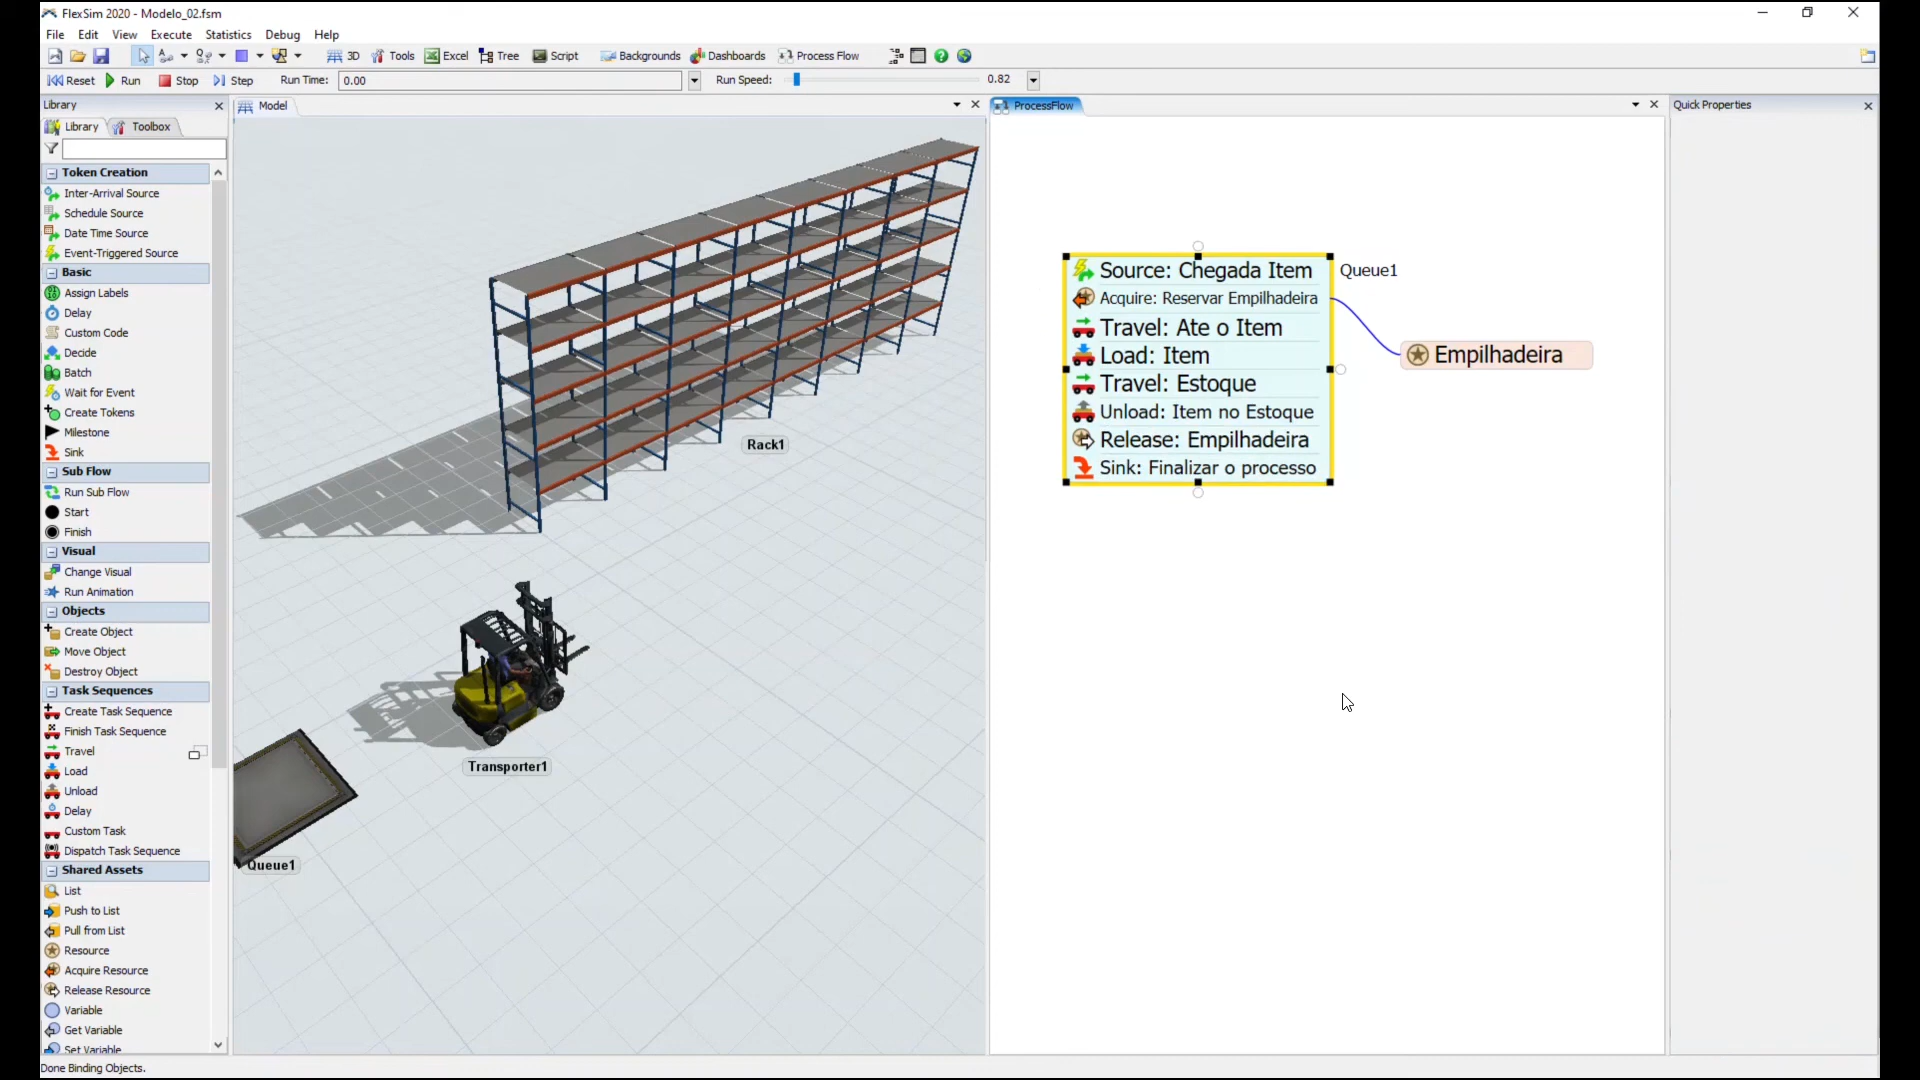 FlexSim 2020 - Modelo_02.fsm
File Edit View Execute Statistics Debug Help
3D Tools Excel Tree Script Backgrounds Dashboards Process Flow
Reset Run Stop Step Run Time: 0.00 Run Speed: 0.82
Library
Library Toolbox
Token Creation
Inter-Arrival Source
Schedule Source
Date Time Source
Event-Triggered Source
Basic
Assign Labels
Delay
Custom Code
Decide
Batch
Wait for Event
Create Tokens
Milestone
Sink
Sub Flow
Run Sub Flow
Start
Finish
Visual
Change Visual
Run Animation
Objects
Create Object
Move Object
Destroy Object
Task Sequences
Create Task Sequence
Finish Task Sequence
Travel
Load
Unload
Delay
Custom Task
Dispatch Task Sequence
Shared Assets
List
Push to List
Pull from List
Resource
Acquire Resource
Release Resource
Variable
Get Variable
Set Variable
Model
Rack1
Transporter1
Queue1
ProcessFlow
Source: Chegada Item
Queue1
Acquire: Reservar Empilhadeira
Travel: Ate o Item
Load: Item
Empilhadeira
Travel: Estoque
Unload: Item no Estoque
Release: Empilhadeira
Sink: Finalizar o processo
Quick Properties
Done Binding Objects.